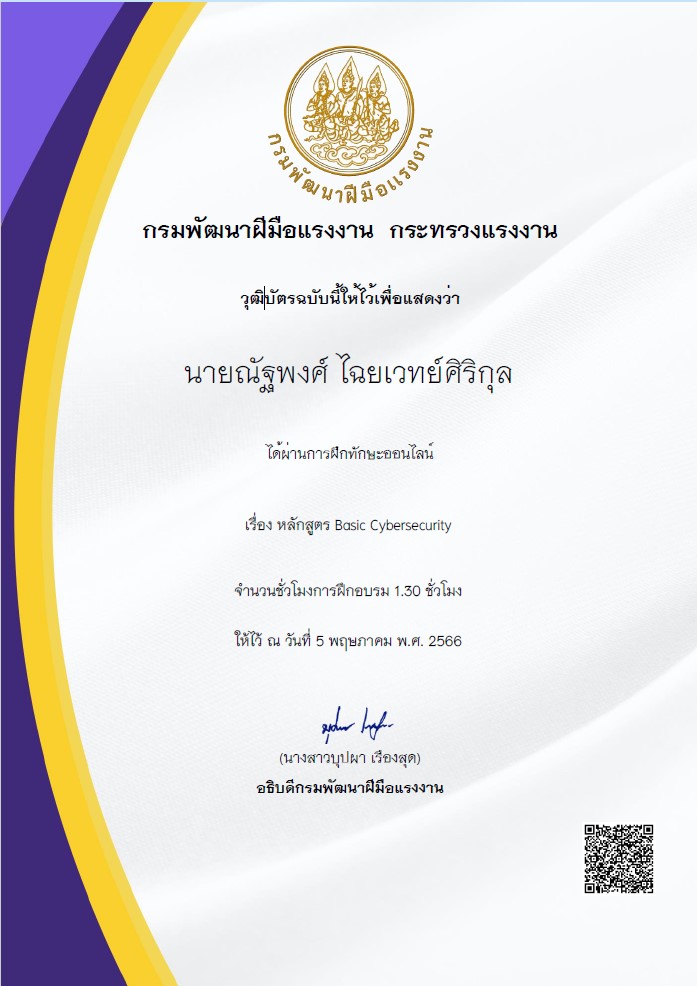 กรมพัฒนาฝีมือแรงงาน
กรมพัฒนาฝีมือแรงงาน กระทรวงแรงงาน
วุฒิบัตรฉบับนี้ให้ไว้เพื่อแสดงว่า
นายณัฐพงศ์ ไฉยเวทย์ศิริกุล
ได้ผ่านการฝึกทักษะออนไลน์
เรื่อง หลักสูตร Basic Cybersecurity
จำนวนชั่วโมงการฝึกอบรม 1.30 ชั่วโมง
ให้ไว้ ณ วันที่ 5 พฤษภาคม พ.ศ. 2566
(นางสาวบุปผา เรืองสุด)
อธิบดีกรมพัฒนาฝีมือแรงงาน